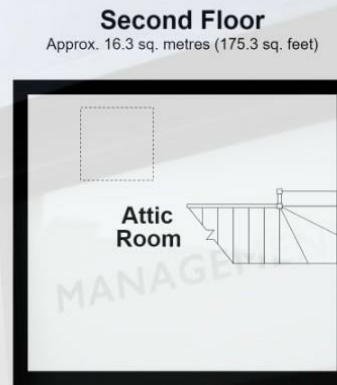 Second Floor
Approx. 16.3 sq. metres (175.3 sq. feet)
Attic
Room